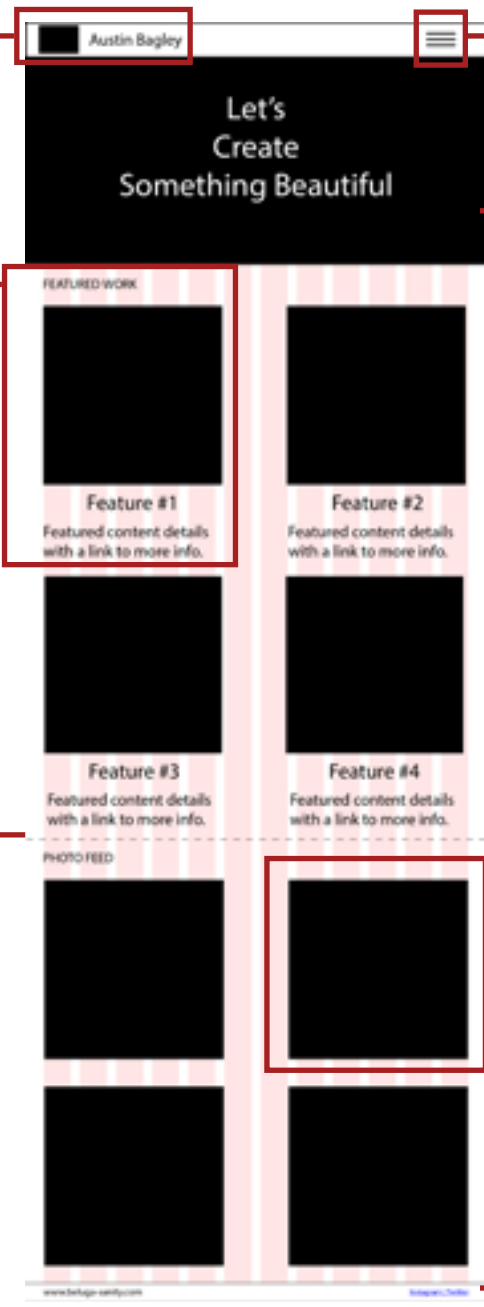 Austin Bagley
Let's
Create
Something Beautiful
FEATURED WORK
Feature #1
Featured content details
with a link to more info.
Feature #2
Featured content details
with a link to more info.
Feature #3
Featured content details
with a link to more info.
Feature #4
Featured content details
with a link to more info.
PHOTO FEED
www.beluga-sanity.com
Instagram Twitter